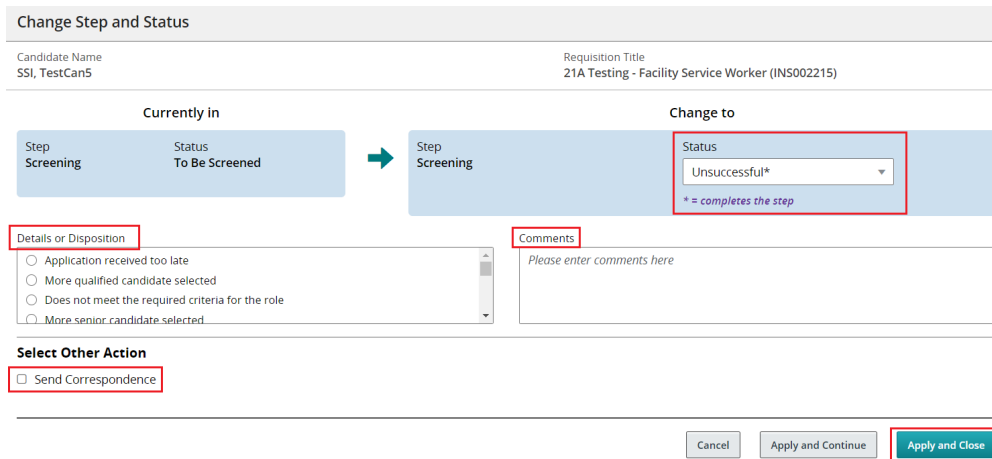 Change Step and Status
Candidate Name
SSI, TestCan5
Requisition Title
21A Testing - Facility Service Worker (INS002215)
Currently in
Step
Screening
Status
To Be Screened
Change to
Step
Screening
Status
Unsuccessful*
* = completes the step
Details or Disposition
Application received too late
More qualified candidate selected
Does not meet the required criteria for the role
More senior candidate selected
Comments
Please enter comments here
Select Other Action
Send Correspondence
Cancel
Apply and Continue
Apply and Close